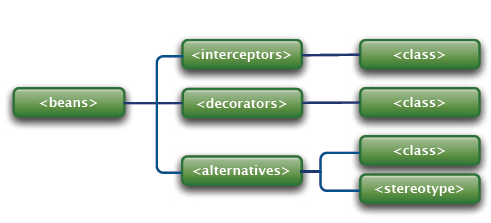 <beans>
<interceptors>
<class>
<decorators>
<class>
<alternatives>
<class>
<stereotype>